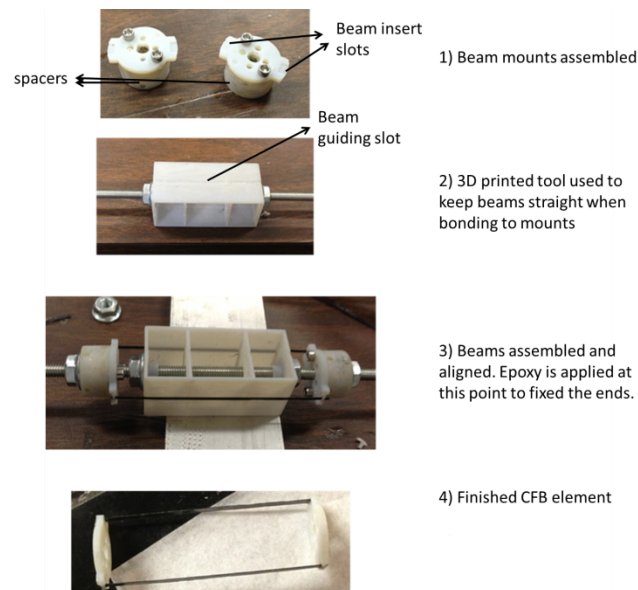 Beam insert
slots
spacers
1) Beam mounts assembled
Beam
guiding slot
2) 3D printed tool used to
keep beams straight when
bonding to mounts
3) Beams assembled and
aligned. Epoxy is applied at
this point to fixed the ends.
4) Finished CFB element